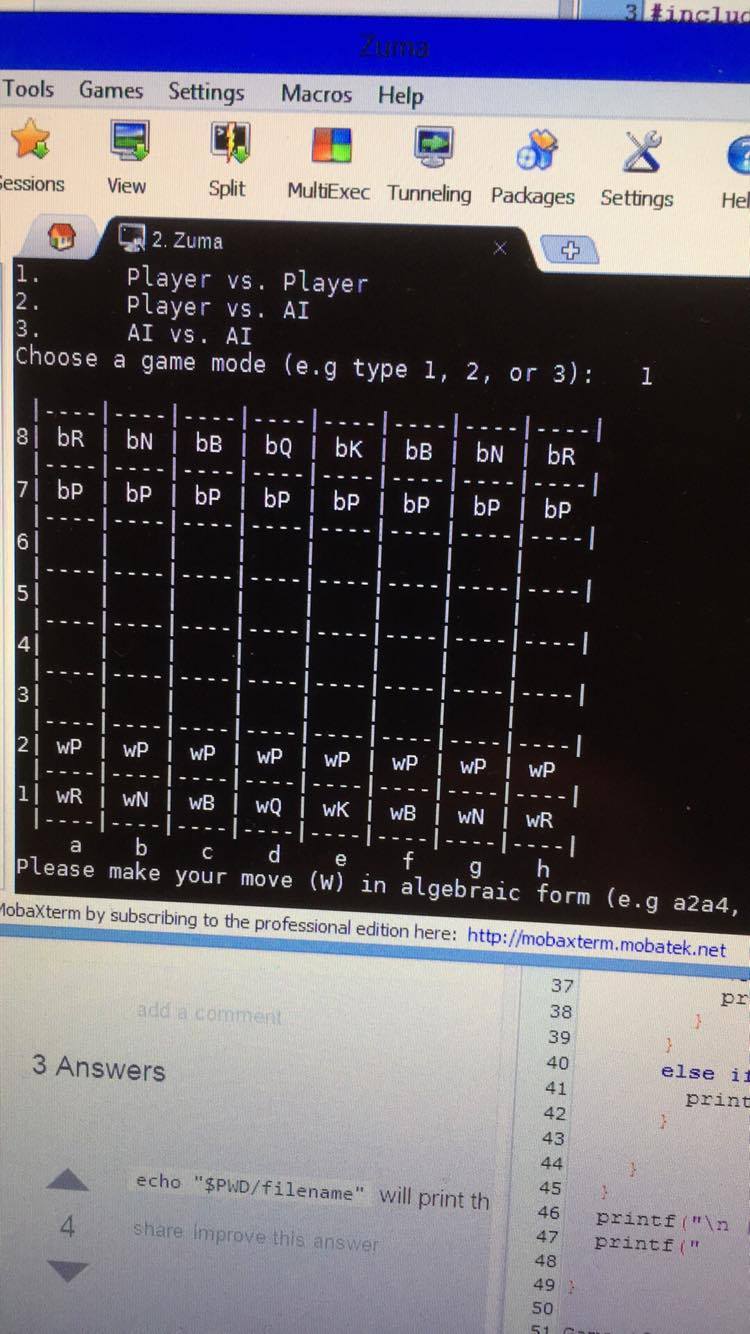 3 #includ
Zuma
Tools Games Settings Macros Help
Sessions View Split MultiExec Tunneling Packages Settings Hel
2. Zuma
1. Player vs. Player
2. Player vs. AI
3. AI vs. AI
Choose a game mode (e.g type 1, 2, or 3): 1
|----|----|----|----|----|----|----|----|
8| bR | bN | bB | bQ | bK | bB | bN | bR
|----|----|----|----|----|----|----|----|
7| bP | bP | bP | bP | bP | bP | bP | bP
|----|----|----|----|----|----|----|----|
6| | | | | | | |
|----|----|----|----|----|----|----|----|
5| | | | | | | |
|----|----|----|----|----|----|----|----|
4| | | | | | | |
|----|----|----|----|----|----|----|----|
3| | | | | | | |
|----|----|----|----|----|----|----|----|
2| wP | wP | wP | wP | wP | wP | wP | wP
|----|----|----|----|----|----|----|----|
1| wR | wN | wB | wQ | wK | wB | wN | wR
|----|----|----|----|----|----|----|----|
a b c d e f g h
Please make your move (w) in algebraic form (e.g a2a4,
MobaXterm by subscribing to the professional edition here: http://mobaxterm.mobatek.net
add a comment
3 Answers
echo "$PWD/filename" will print th
4
share improve this answer
37
38 pr
39 }
40 }
41 else if
42 print
43 }
44
45 }
46 }
47 printf("\n |
48 printf("
49 }
50
51